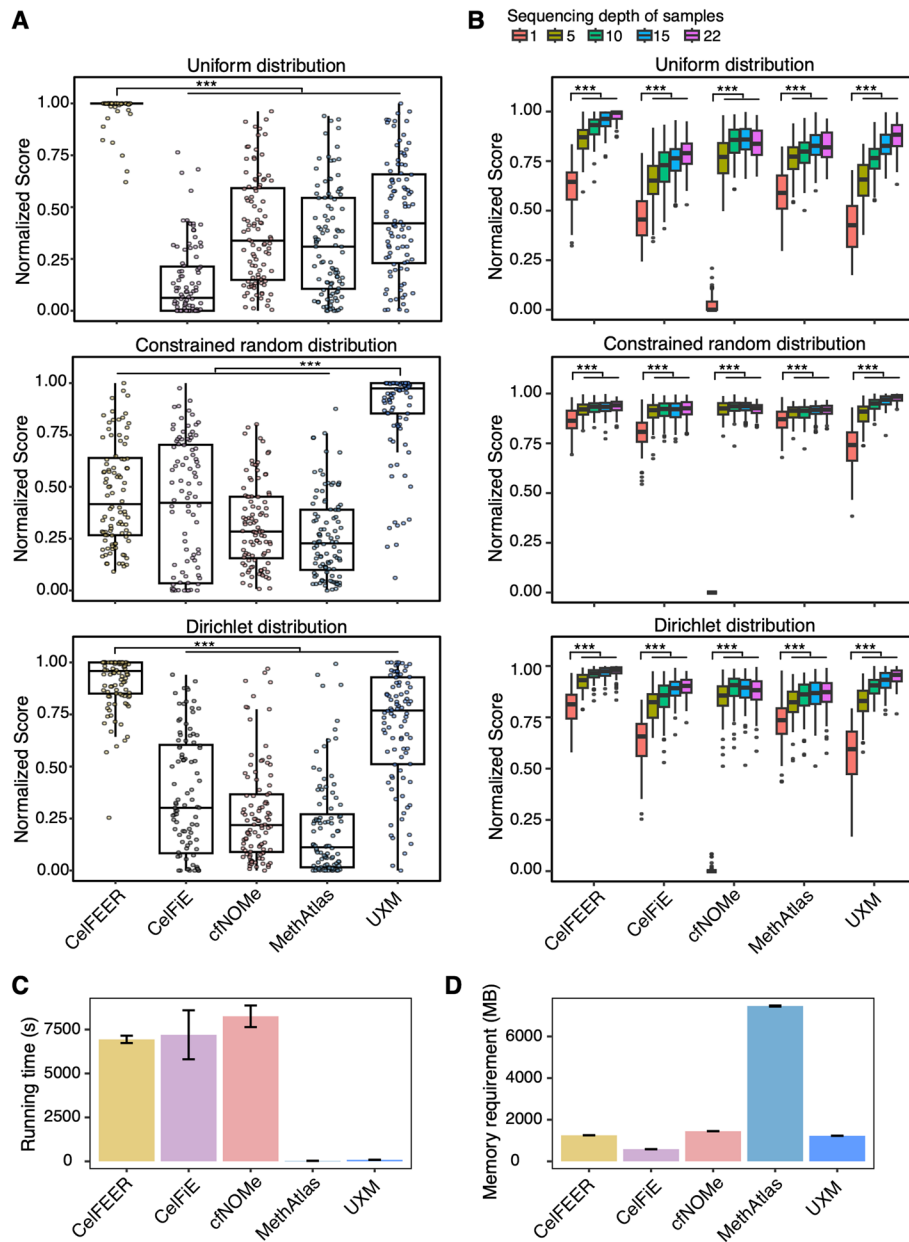 A
B
Sequencing depth of samples
1 5 10 15 22
Uniform distribution
***
Normalized Score
1.00
0.75
0.50
0.25
0.00
Constrained random distribution
***
Normalized Score
1.00
0.75
0.50
0.25
0.00
Dirichlet distribution
***
Normalized Score
1.00
0.75
0.50
0.25
0.00
CelFEER
CelFiE
cfNOMe
MethAtlas
UXM
Uniform distribution
*** *** *** *** ***
Normalized Score
1.00
0.75
0.50
0.25
0.00
Constrained random distribution
*** *** *** *** ***
Normalized Score
1.00
0.75
0.50
0.25
0.00
Dirichlet distribution
*** *** *** *** ***
Normalized Score
1.00
0.75
0.50
0.25
0.00
CelFEER
CelFiE
cfNOMe
MethAtlas
UXM
C
Running time (s)
7500
5000
2500
0
CelFEER
CelFiE
cfNOMe
MethAtlas
UXM
D
Memory requirement (MB)
6000
4000
2000
0
CelFEER
CelFiE
cfNOMe
MethAtlas
UXM